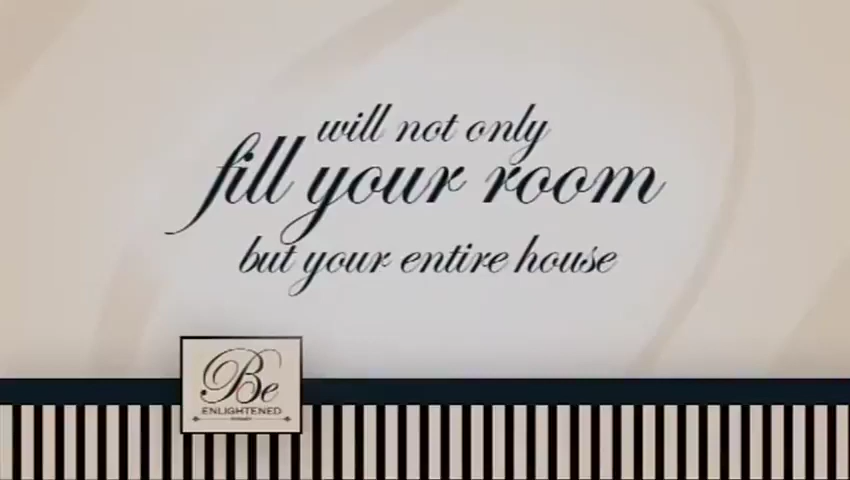 will not only
fill your room
but your entire house
Be
ENLIGHTENED